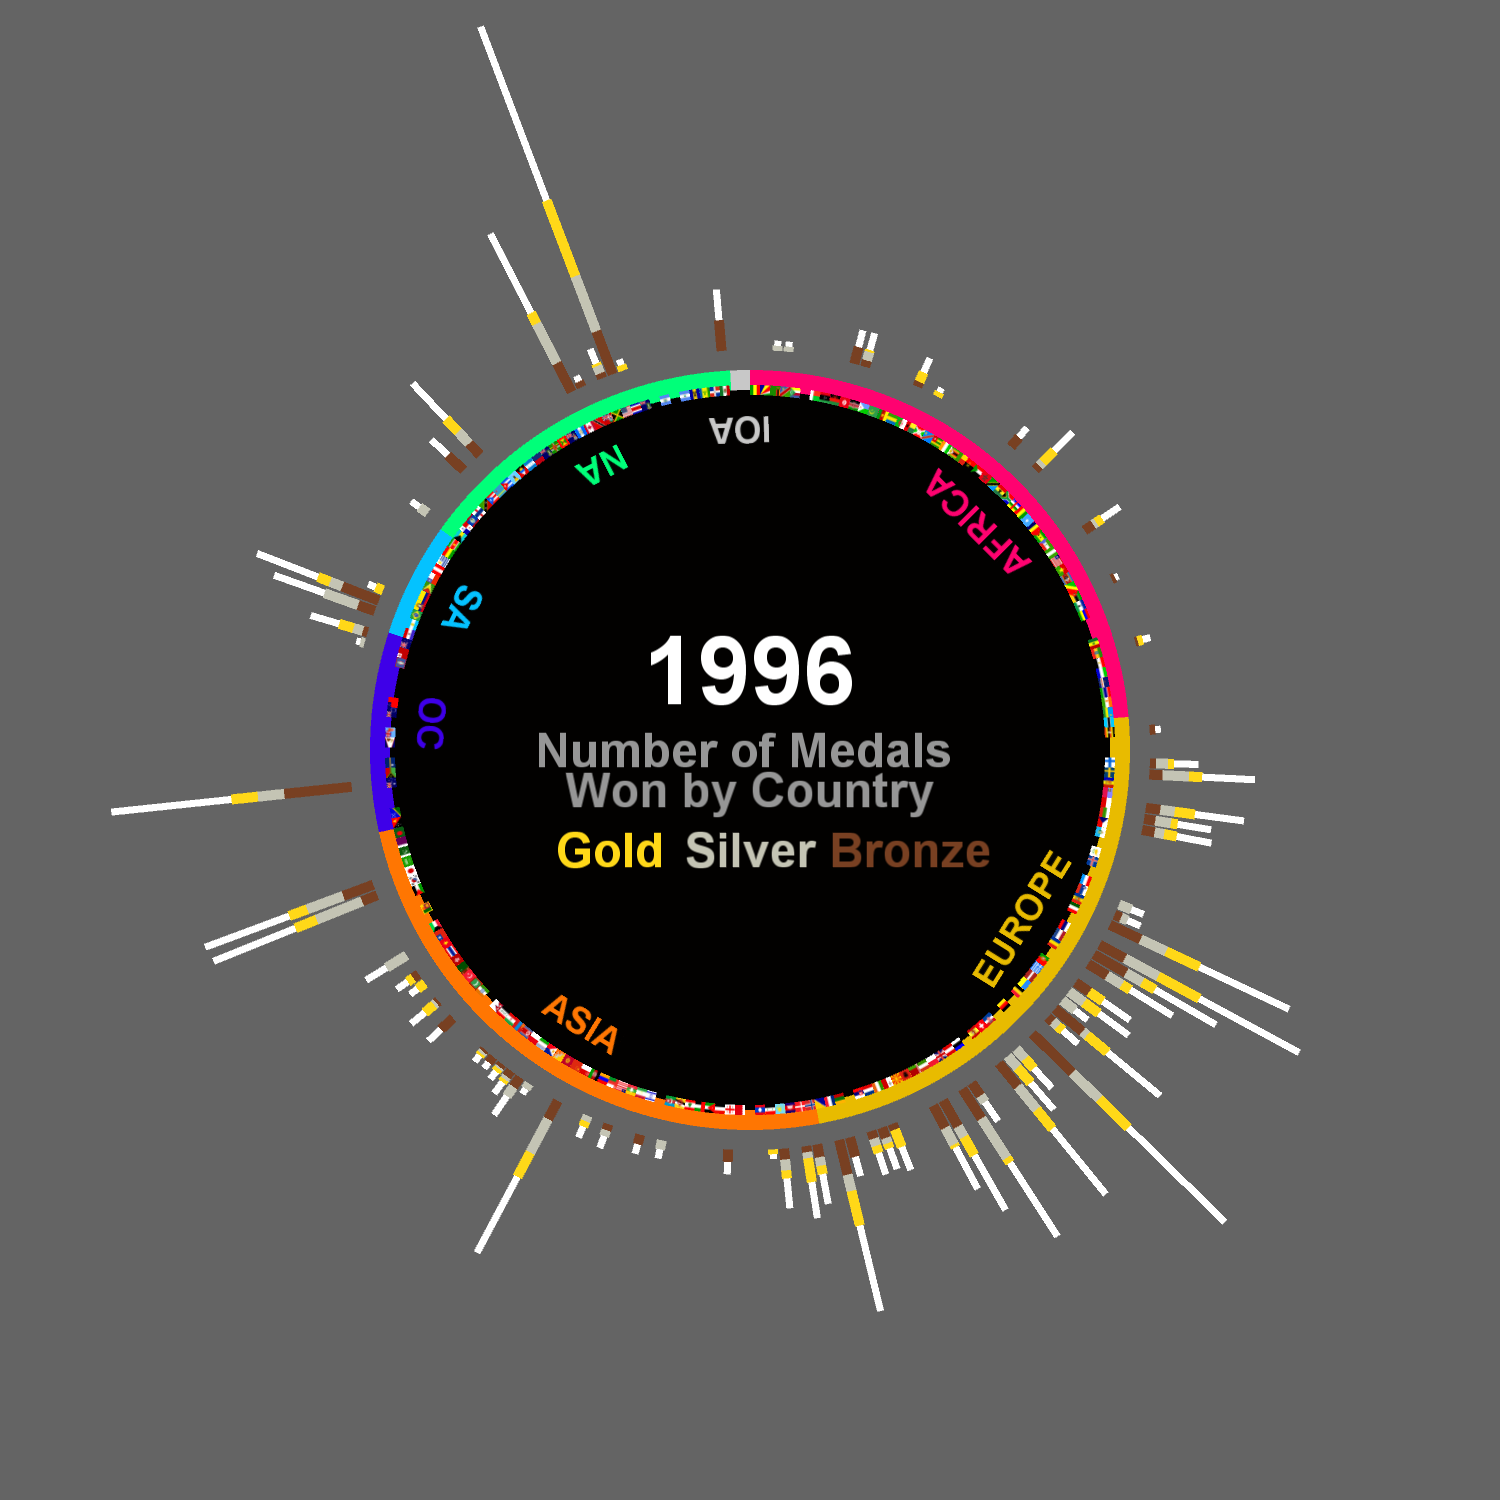 IOA
NA
AFRICA
SA
OC
1996
Number of Medals
Won by Country
Gold Silver Bronze
EUROPE
ASIA